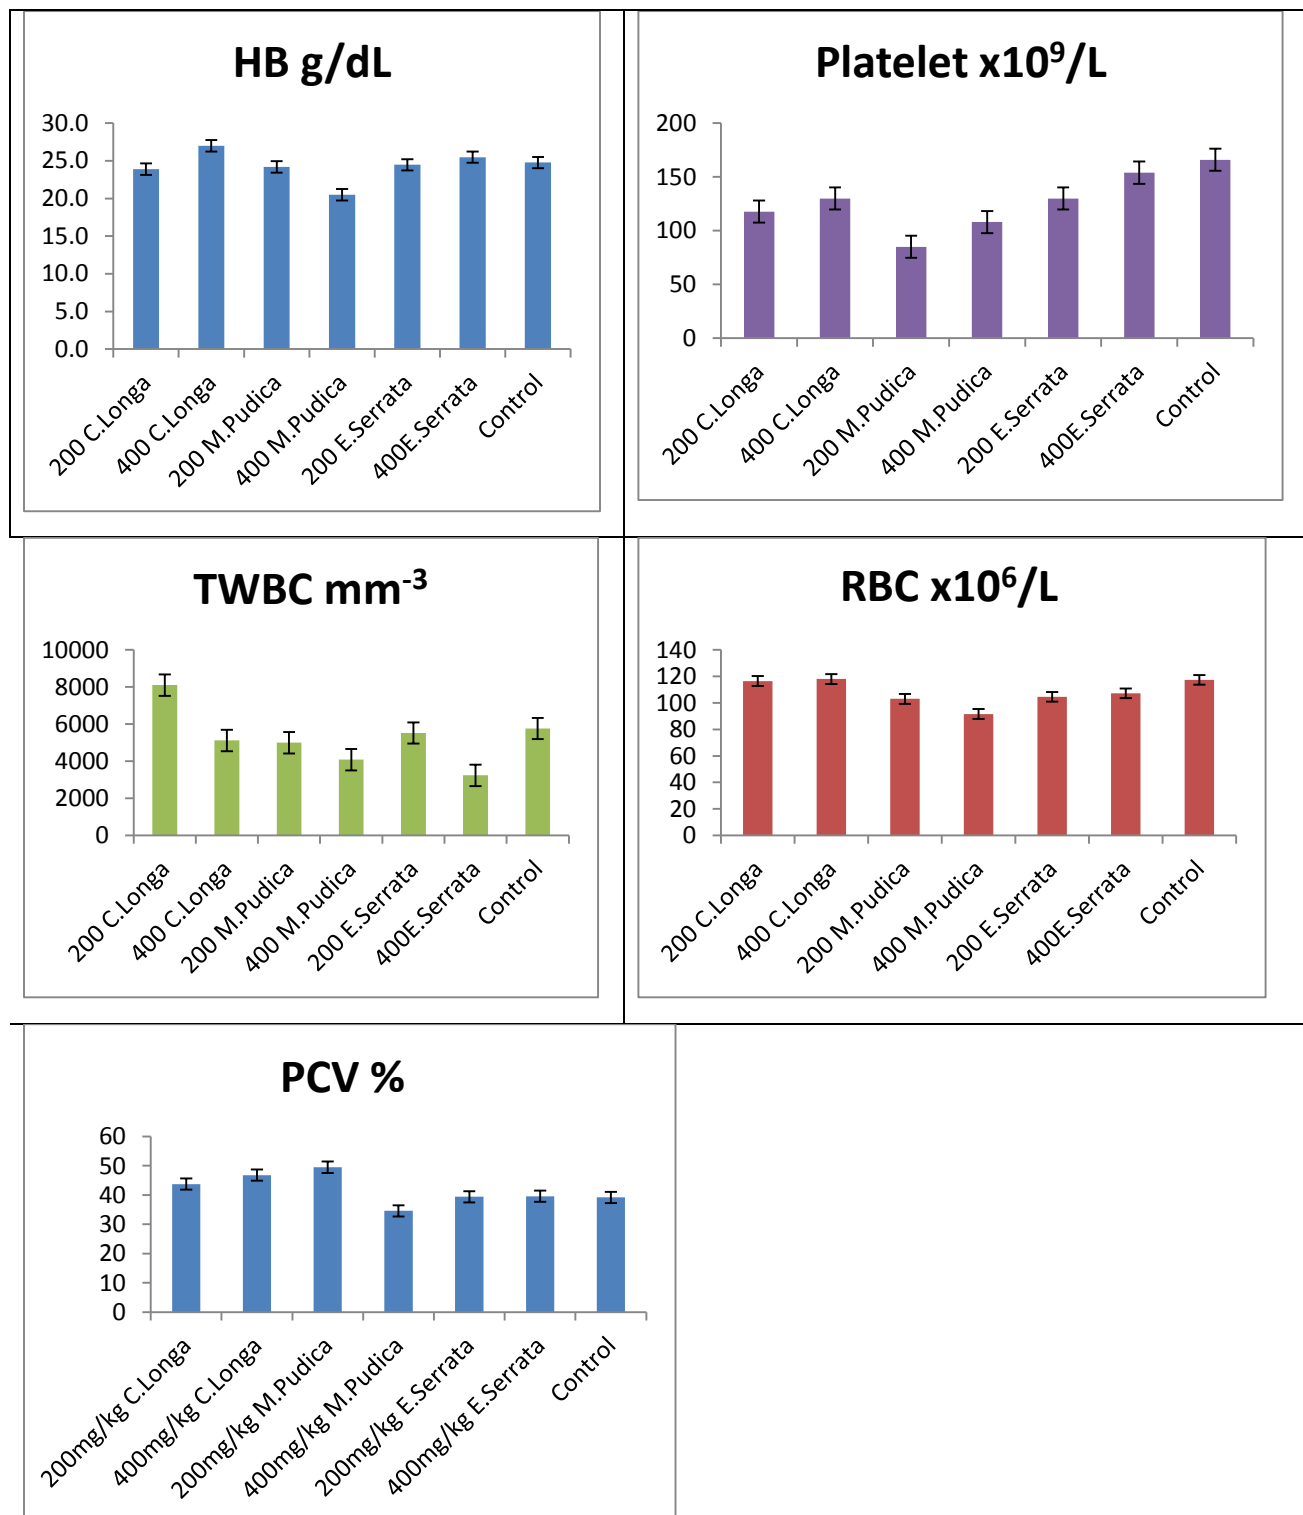 HB g/dL
30.0
25.0
20.0
15.0
10.0
5.0
0.0
200 C.Longa
400 C.Longa
200 M.Pudica
400 M.Pudica
200 E.Serrata
400E.Serrata
Control
Platelet x10⁹/L
200
150
100
50
0
200 C.Longa
400 C.Longa
200 M.Pudica
400 M.Pudica
200 E.Serrata
400E.Serrata
Control
TWBC mm⁻³
10000
8000
6000
4000
2000
0
200 C.Longa
400 C.Longa
200 M.Pudica
400 M.Pudica
200 E.Serrata
400E.Serrata
Control
RBC x10⁶/L
140
120
100
80
60
40
20
0
200 C.Longa
400 C.Longa
200 M.Pudica
400 M.Pudica
200 E.Serrata
400E.Serrata
Control
PCV %
60
50
40
30
20
10
0
200mg/kg C.Longa
400mg/kg C.Longa
200mg/kg M.Pudica
400mg/kg M.Pudica
200mg/kg E.Serrata
400mg/kg E.Serrata
Control